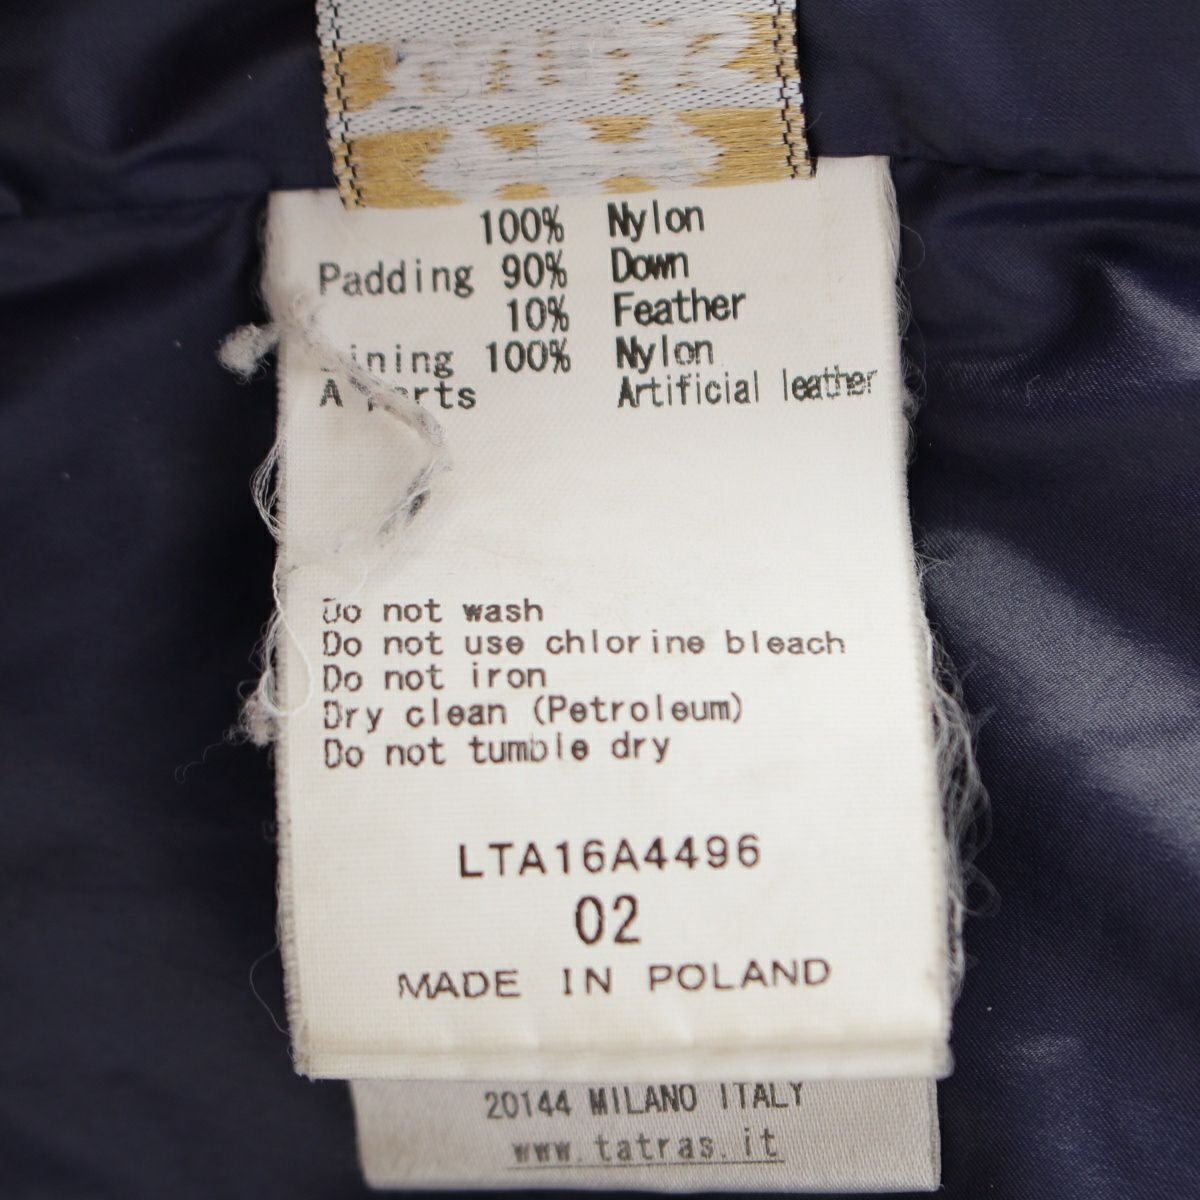 100% Nylon
Padding 90% Down
10% Feather
ining 100% Nylon
A parts Artificial leather
Do not wash
Do not use chlorine bleach
Do not iron
Dry clean (Petroleum)
Do not tumble dry
LTA16A4496
02
MADE IN POLAND
20144 MILANO ITALY
www.tatras.it